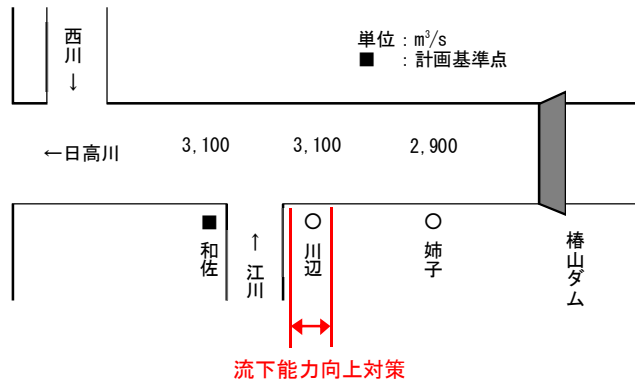 西川
↓
単位：m³/s
■ ：計画基準点
←日高川
3,100
3,100
2,900
■
和佐
↑
江川
○
川辺
○
姉子
椿山ダム
流下能力向上対策